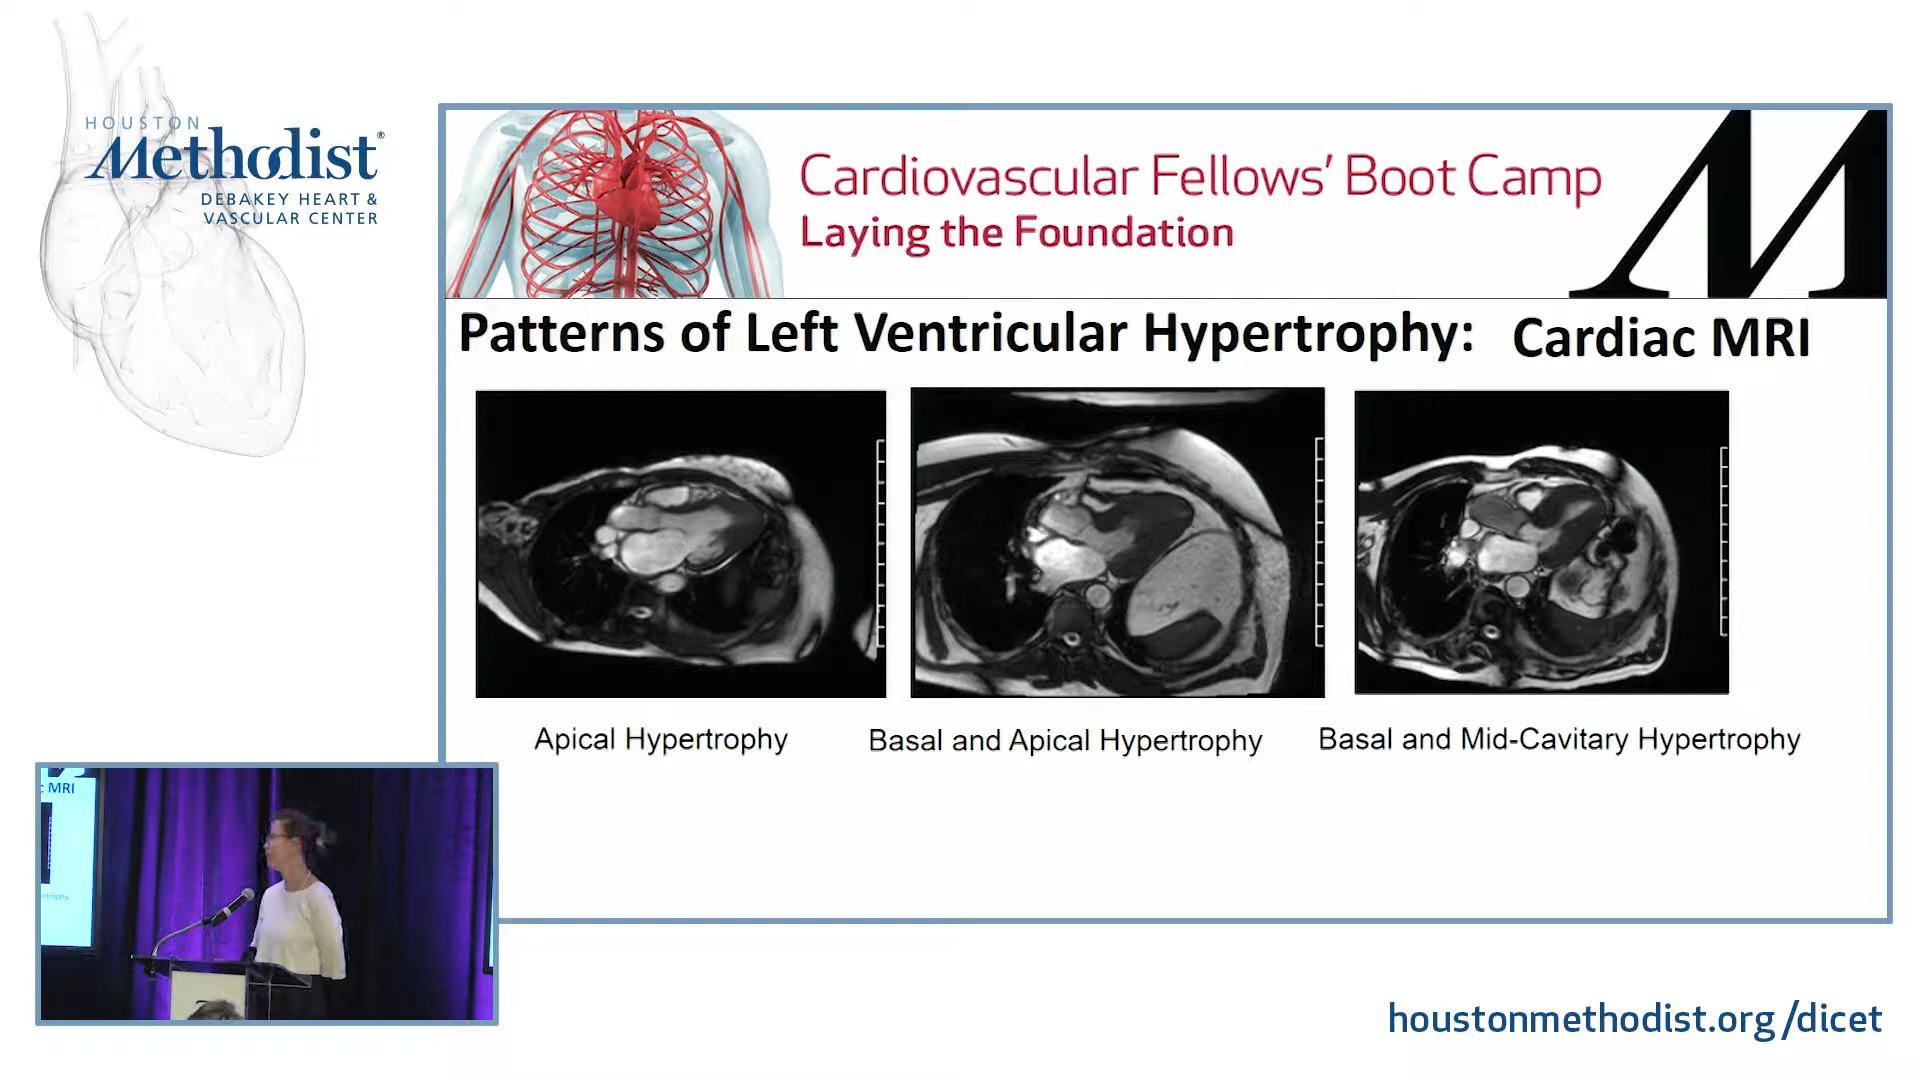 HOUSTON
Methodist®
DEBAKEY HEART &
VASCULAR CENTER
Cardiovascular Fellows' Boot Camp
Laying the Foundation
M
Patterns of Left Ventricular Hypertrophy: Cardiac MRI
Apical Hypertrophy
Basal and Apical Hypertrophy
Basal and Mid-Cavitary Hypertrophy
c MRI
houstonmethodist.org/dicet